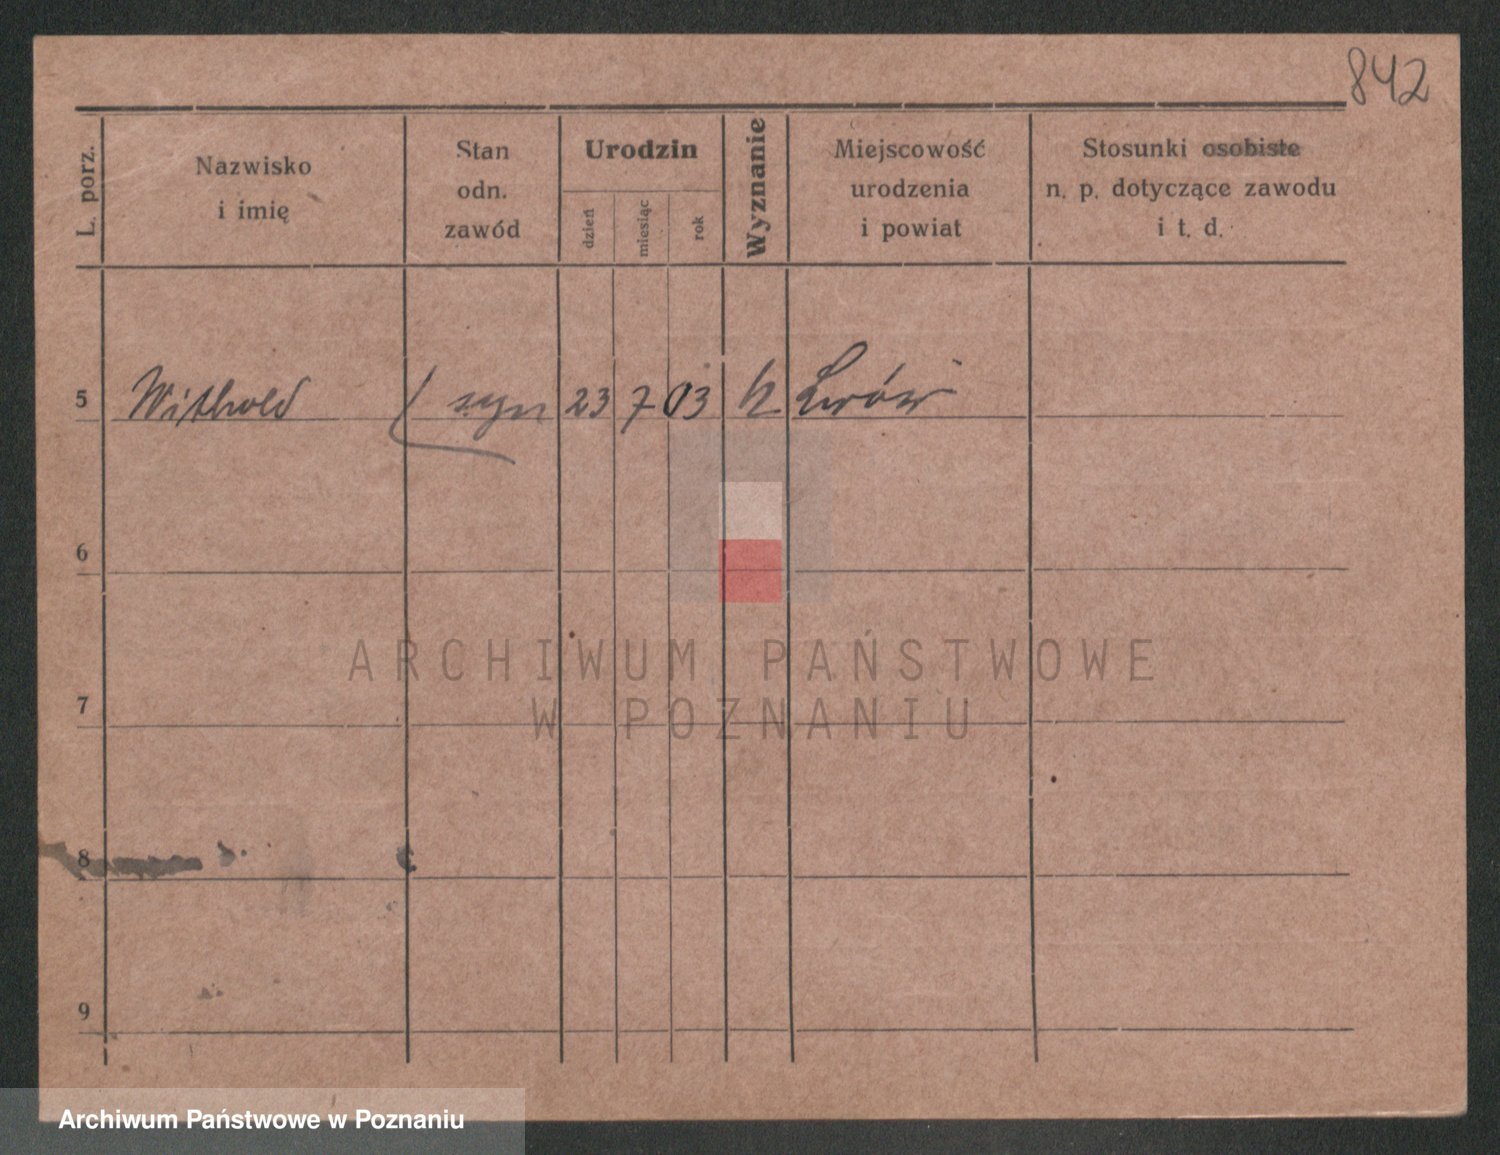 842
L. porz.
Nazwisko
i imię
Stan
odn.
zawód
Urodzin
dzień
miesiąc
rok
Wyznanie
Miejscowość
urodzenia
i powiat
Stosunki osobiste
n. p. dotyczące zawodu
i t. d.
5 Withold syn 23 7 03 Lwów
6
7
8
9
ARCHIWUM PAŃSTWOWE
W POZNANIU
Archiwum Państwowe w Poznaniu